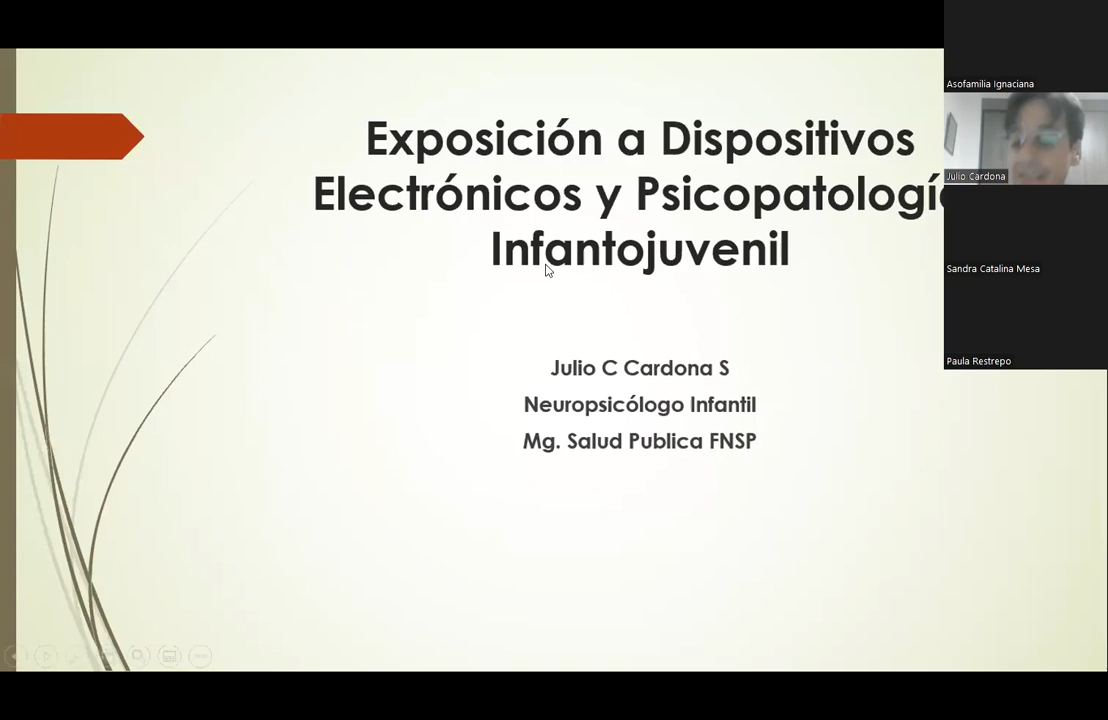 Exposición a Dispositivos
Electrónicos y Psicopatología
Infantojuvenil
Julio C Cardona S
Neuropsicólogo Infantil
Mg. Salud Publica FNSP
Asofamilia Ignaciana
Julio Cardona
Sandra Catalina Mesa
Paula Restrepo